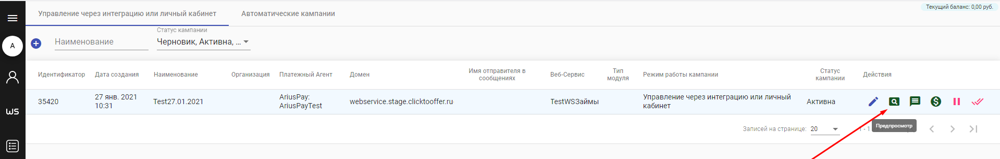 Управление через интеграцию или личный кабинет
Автоматические кампании
Текущий баланс: 0,00 руб.
A
Наименование
Статус кампании
Черновик, Активна, ...
Идентификатор
Дата создания
Наименование
Организация
Платежный Агент
Домен
Имя отправителя в
сообщениях
Веб-Сервис
Тип
модуля
Режим работы кампании
Статус
кампании
Действия
35420
27 янв. 2021
10:31
Test27.01.2021
AriusPay:
AriusPayTest
webservice.stage.clicktooffer.ru
TestWSЗаймы
Управление через интеграцию или личный
кабинет
Активна
WS
Записей на странице:
20
1 - 1
Предпросмотр